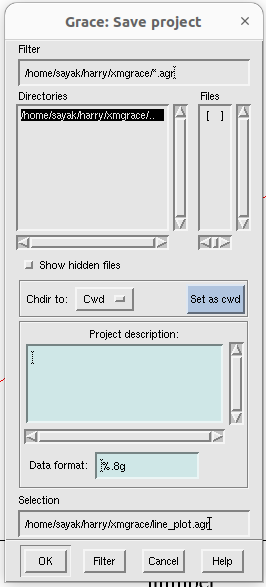 Grace: Save project
Filter
/home/sayak/harry/xmgrace/*.agr
Directories Files
/home/sayak/harry/xmgrace/.. [ ]
Show hidden files
Chdir to: Cwd Set as cwd
Project description:
Data format: %.8g
Selection
/home/sayak/harry/xmgrace/line_plot.agr
OK Filter Cancel Help